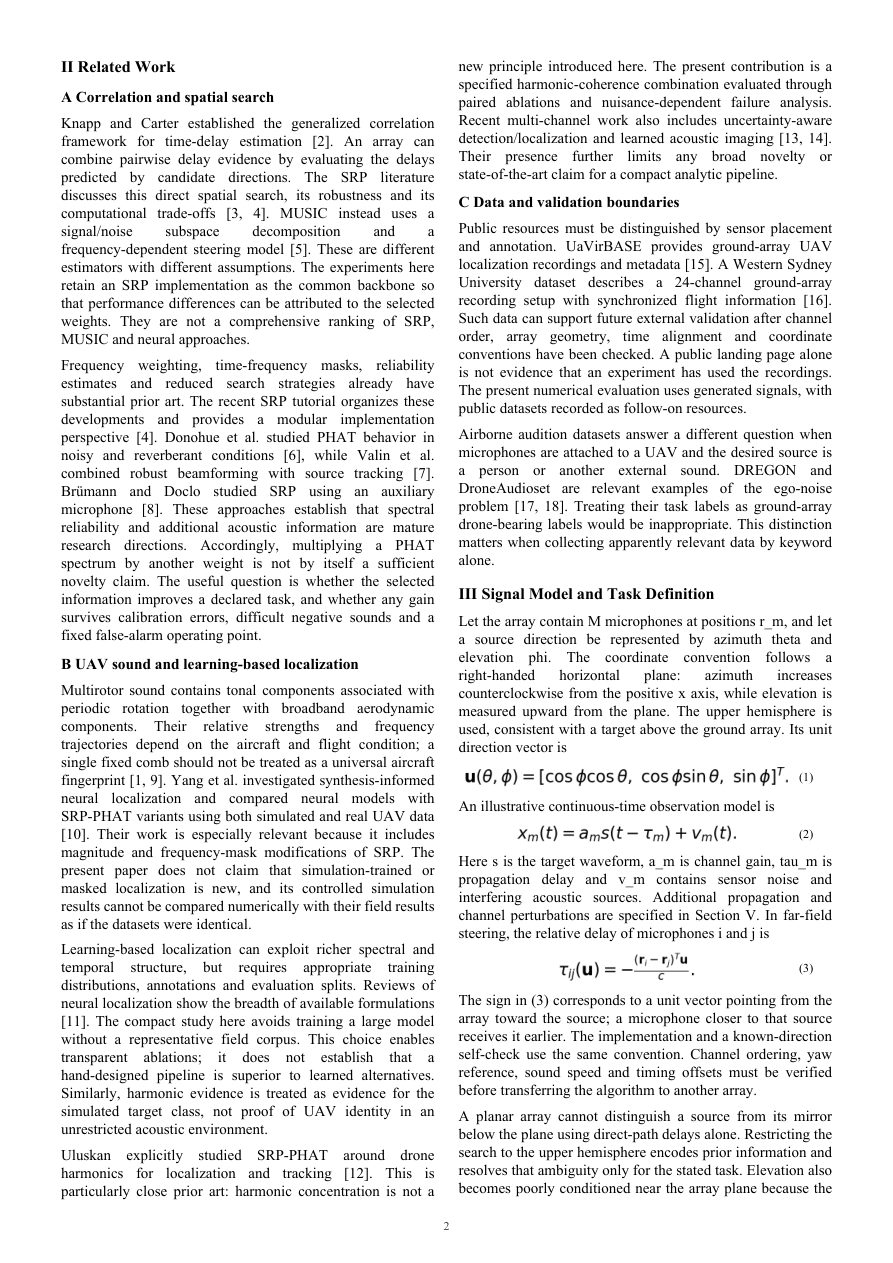 II Related Work
A Correlation and spatial search
Knapp and Carter established the generalized correlation
framework for time-delay estimation [2]. An array can
combine pairwise delay evidence by evaluating the delays
predicted by candidate directions. The SRP literature
discusses this direct spatial search, its robustness and its
computational trade-offs [3, 4]. MUSIC instead uses a
signal/noise subspace decomposition and a
frequency-dependent steering model [5]. These are different
estimators with different assumptions. The experiments here
retain an SRP implementation as the common backbone so
that performance differences can be attributed to the selected
weights. They are not a comprehensive ranking of SRP,
MUSIC and neural approaches.
Frequency weighting, time-frequency masks, reliability
estimates and reduced search strategies already have
substantial prior art. The recent SRP tutorial organizes these
developments and provides a modular implementation
perspective [4]. Donohue et al. studied PHAT behavior in
noisy and reverberant conditions [6], while Valin et al.
combined robust beamforming with source tracking [7].
Brümann and Doclo studied SRP using an auxiliary
microphone [8]. These approaches establish that spectral
reliability and additional acoustic information are mature
research directions. Accordingly, multiplying a PHAT
spectrum by another weight is not by itself a sufficient
novelty claim. The useful question is whether the selected
information improves a declared task, and whether any gain
survives calibration errors, difficult negative sounds and a
fixed false-alarm operating point.
B UAV sound and learning-based localization
Multirotor sound contains tonal components associated with
periodic rotation together with broadband aerodynamic
components. Their relative strengths and frequency
trajectories depend on the aircraft and flight condition; a
single fixed comb should not be treated as a universal aircraft
fingerprint [1, 9]. Yang et al. investigated synthesis-informed
neural localization and compared neural models with
SRP-PHAT variants using both simulated and real UAV data
[10]. Their work is especially relevant because it includes
magnitude and frequency-mask modifications of SRP. The
present paper does not claim that simulation-trained or
masked localization is new, and its controlled simulation
results cannot be compared numerically with their field results
as if the datasets were identical.
Learning-based localization can exploit richer spectral and
temporal structure, but requires appropriate training
distributions, annotations and evaluation splits. Reviews of
neural localization show the breadth of available formulations
[11]. The compact study here avoids training a large model
without a representative field corpus. This choice enables
transparent ablations; it does not establish that a
hand-designed pipeline is superior to learned alternatives.
Similarly, harmonic evidence is treated as evidence for the
simulated target class, not proof of UAV identity in an
unrestricted acoustic environment.
Uluskan explicitly studied SRP-PHAT around drone
harmonics for localization and tracking [12]. This is
particularly close prior art: harmonic concentration is not a
new principle introduced here. The present contribution is a
specified harmonic-coherence combination evaluated through
paired ablations and nuisance-dependent failure analysis.
Recent multi-channel work also includes uncertainty-aware
detection/localization and learned acoustic imaging [13, 14].
Their presence further limits any broad novelty or
state-of-the-art claim for a compact analytic pipeline.
C Data and validation boundaries
Public resources must be distinguished by sensor placement
and annotation. UaVirBASE provides ground-array UAV
localization recordings and metadata [15]. A Western Sydney
University dataset describes a 24-channel ground-array
recording setup with synchronized flight information [16].
Such data can support future external validation after channel
order, array geometry, time alignment and coordinate
conventions have been checked. A public landing page alone
is not evidence that an experiment has used the recordings.
The present numerical evaluation uses generated signals, with
public datasets recorded as follow-on resources.
Airborne audition datasets answer a different question when
microphones are attached to a UAV and the desired source is
a person or another external sound. DREGON and
DroneAudioset are relevant examples of the ego-noise
problem [17, 18]. Treating their task labels as ground-array
drone-bearing labels would be inappropriate. This distinction
matters when collecting apparently relevant data by keyword
alone.
III Signal Model and Task Definition
Let the array contain M microphones at positions r_m, and let
a source direction be represented by azimuth theta and
elevation phi. The coordinate convention follows a
right-handed horizontal plane: azimuth increases
counterclockwise from the positive x axis, while elevation is
measured upward from the plane. The upper hemisphere is
used, consistent with a target above the ground array. Its unit
direction vector is
u(θ, ϕ) = [cos ϕcos θ, cos ϕsin θ, sin ϕ]ᵀ. (1)
An illustrative continuous-time observation model is
xₘ(t) = aₘs(t − τₘ) + vₘ(t). (2)
Here s is the target waveform, a_m is channel gain, tau_m is
propagation delay and v_m contains sensor noise and
interfering acoustic sources. Additional propagation and
channel perturbations are specified in Section V. In far-field
steering, the relative delay of microphones i and j is
τᵢⱼ(u) = −(rᵢ − rⱼ)ᵀu / c. (3)
The sign in (3) corresponds to a unit vector pointing from the
array toward the source; a microphone closer to that source
receives it earlier. The implementation and a known-direction
self-check use the same convention. Channel ordering, yaw
reference, sound speed and timing offsets must be verified
before transferring the algorithm to another array.
A planar array cannot distinguish a source from its mirror
below the plane using direct-path delays alone. Restricting the
search to the upper hemisphere encodes prior information and
resolves that ambiguity only for the stated task. Elevation also
becomes poorly conditioned near the array plane because the
2